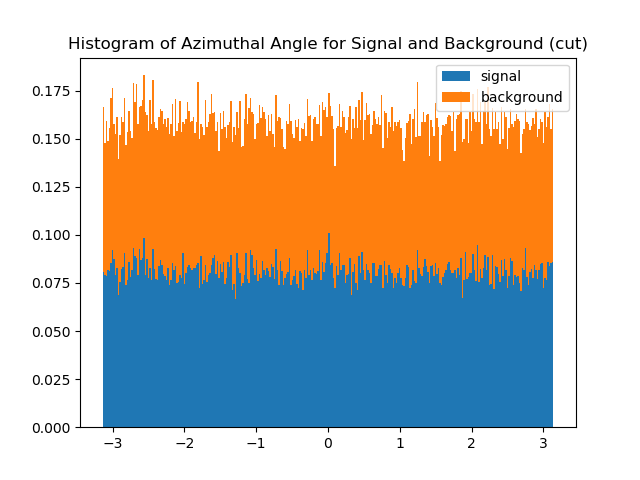 Histogram of Azimuthal Angle for Signal and Background (cut)
signal
background
0.175
0.150
0.125
0.100
0.075
0.050
0.025
0.000
−3 −2 −1 0 1 2 3